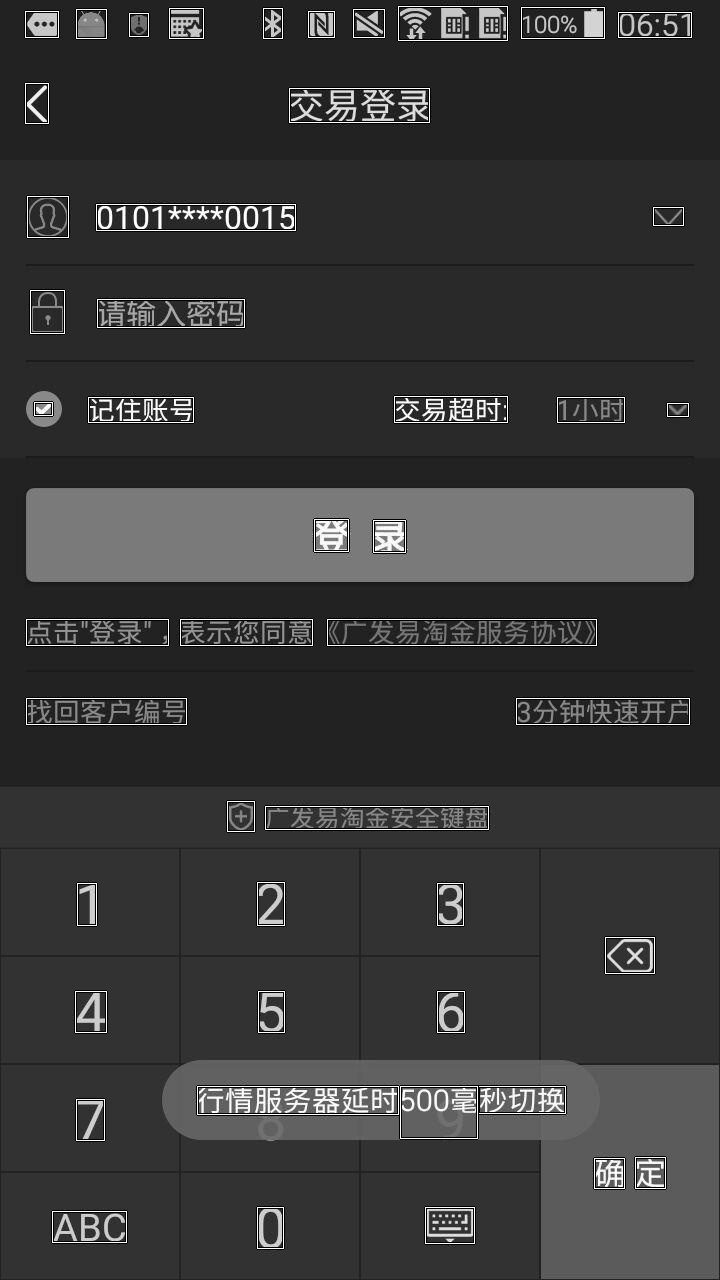 100% 06:51
交易登录
0101****0015
请输入密码
记住账号 交易超时: 1小时
登 录
点击"登录"，表示您同意《广发易淘金服务协议》
找回客户编号 3分钟快速开户
广发易淘金安全键盘
1 2 3
4 5 6
行情服务器延时500毫秒切换
7 8 9
确 定
ABC 0